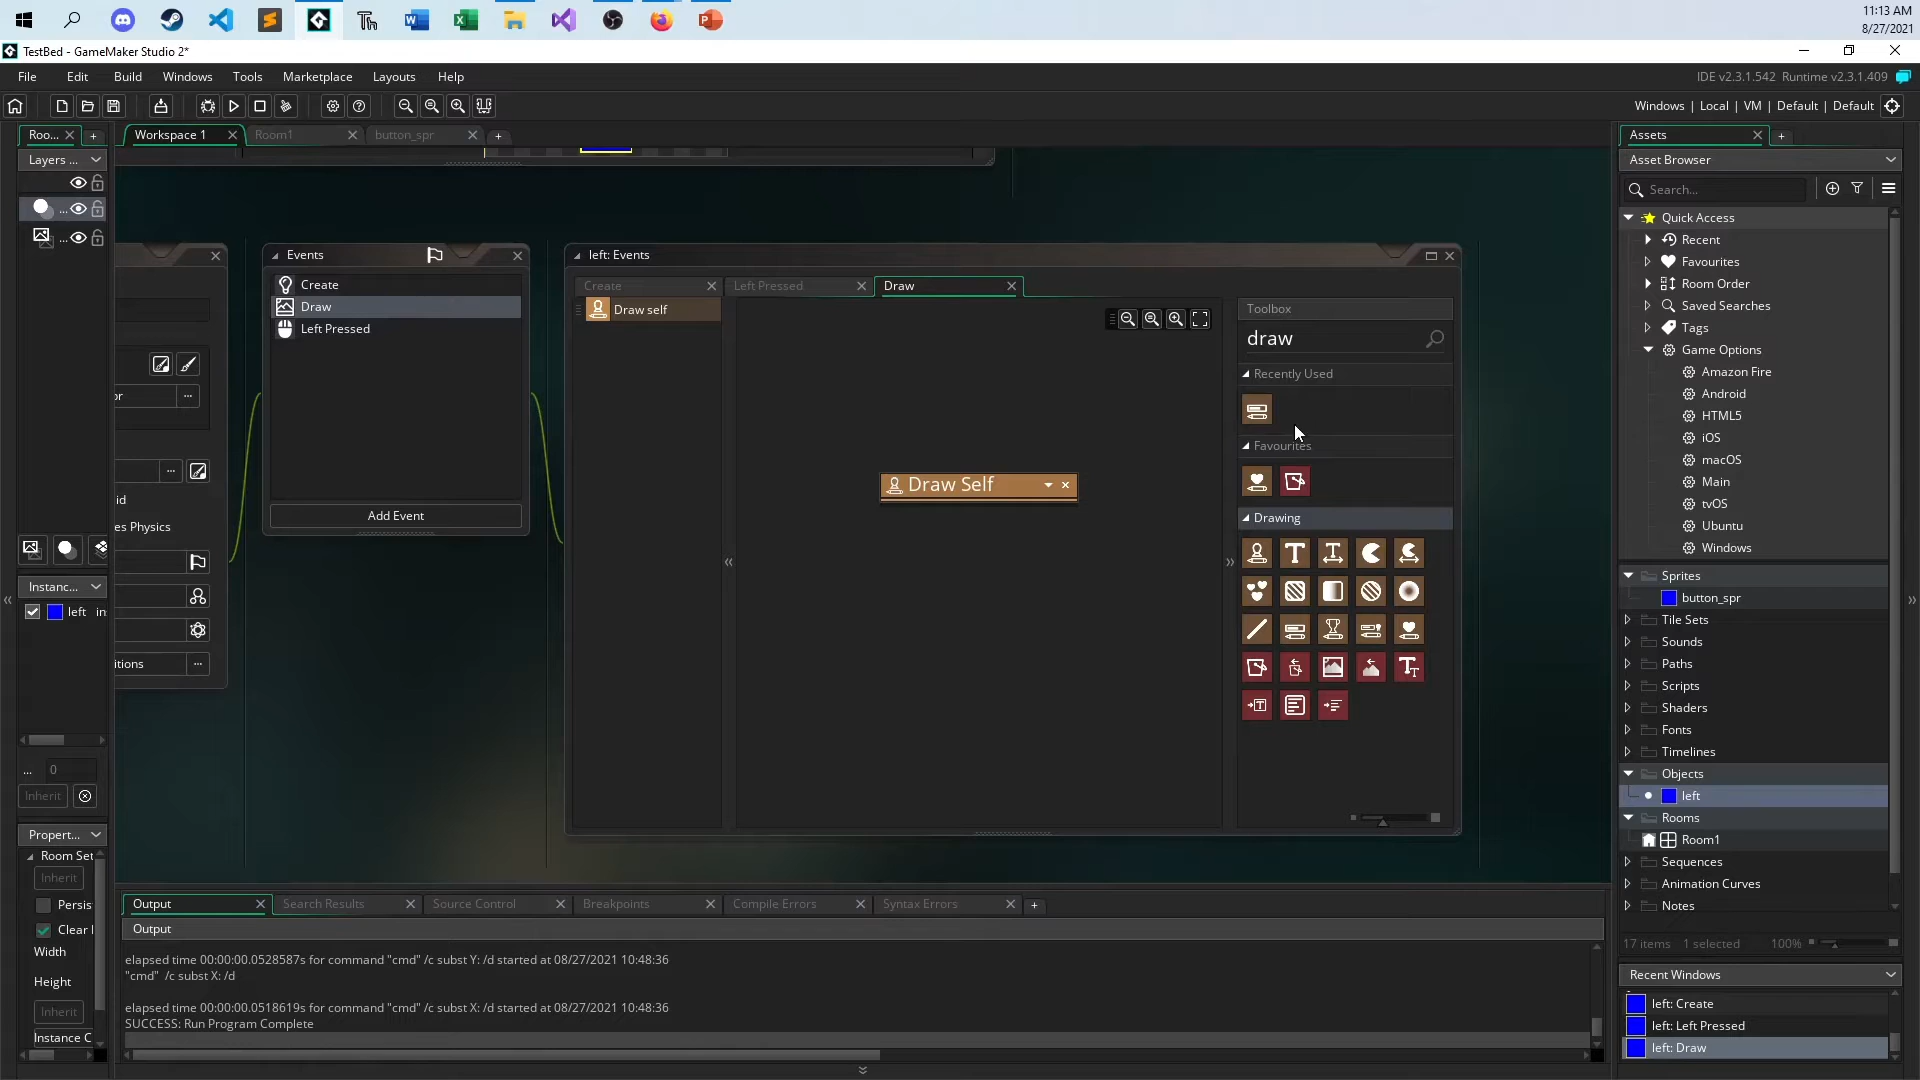 11:13 AM
8/27/2021
TestBed - GameMaker Studio 2*
File Edit Build Windows Tools Marketplace Layouts Help
IDE v2.3.1.542 Runtime v2.3.1.409
Windows | Local | VM | Default | Default
Roo...
Workspace 1
Room1
button_spr
Assets
Layers ...
Asset Browser
Search...
...
...
Quick Access
Recent
Favourites
Room Order
Saved Searches
Tags
Game Options
Amazon Fire
Android
HTML5
iOS
macOS
Main
tvOS
Ubuntu
Windows
Sprites
button_spr
Tile Sets
Sounds
Paths
Scripts
Shaders
Fonts
Timelines
Objects
left
Rooms
Room1
Sequences
Animation Curves
Notes
17 items 1 selected 100%
Recent Windows
left: Create
left: Left Pressed
left: Draw
Events
Create
Draw
Left Pressed
Add Event
left: Events
Create
Left Pressed
Draw
Draw self
Draw Self
Toolbox
draw
Recently Used
Favourites
Drawing
pr
id
es Physics
itions
Instanc...
left in
... 0
Inherit
Propert...
Room Set
Inherit
Persis
Clear
Width
Height
Inherit
Instance C
Output
Search Results
Source Control
Breakpoints
Compile Errors
Syntax Errors
Output
elapsed time 00:00:00.0528587s for command "cmd" /c subst Y: /d started at 08/27/2021 10:48:36
"cmd" /c subst X: /d
elapsed time 00:00:00.0518619s for command "cmd" /c subst X: /d started at 08/27/2021 10:48:36
SUCCESS: Run Program Complete